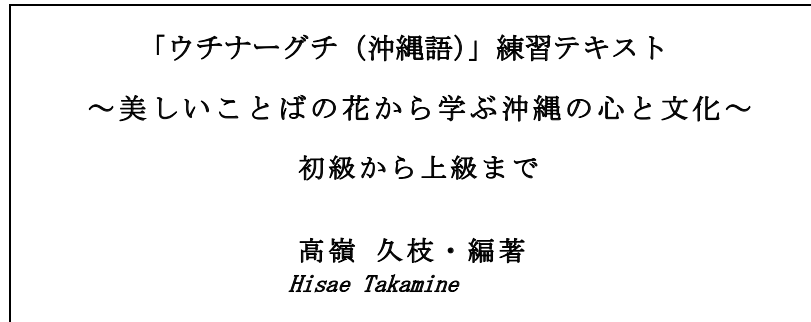 「ウチナーグチ（沖縄語）」練習テキスト
～美しいことばの花から学ぶ沖縄の心と文化～
初級から上級まで
高嶺 久枝・編著
Hisae Takamine